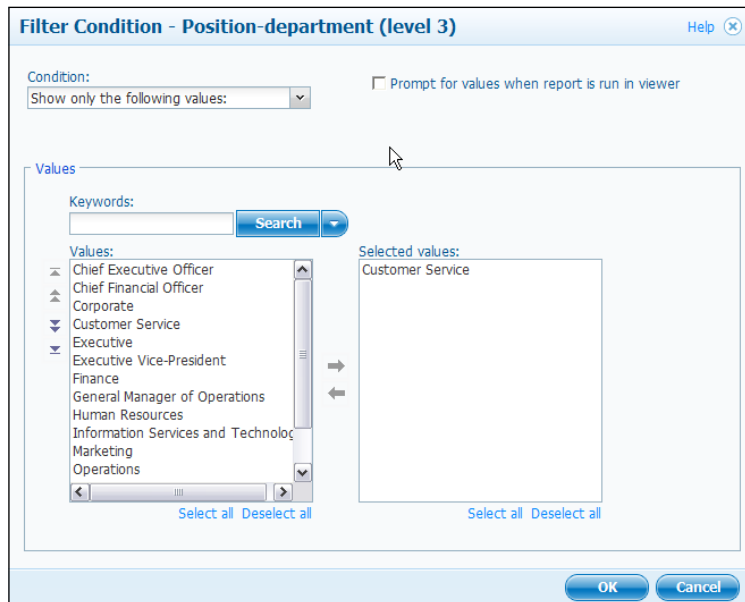 Filter Condition - Position-department (level 3)
Help
Condition:
Show only the following values:
Prompt for values when report is run in viewer
Values
Keywords:
Search
Values:
Chief Executive Officer
Chief Financial Officer
Corporate
Customer Service
Executive
Executive Vice-President
Finance
General Manager of Operations
Human Resources
Information Services and Technolog
Marketing
Operations
Select all Deselect all
Selected values:
Customer Service
Select all Deselect all
OK
Cancel